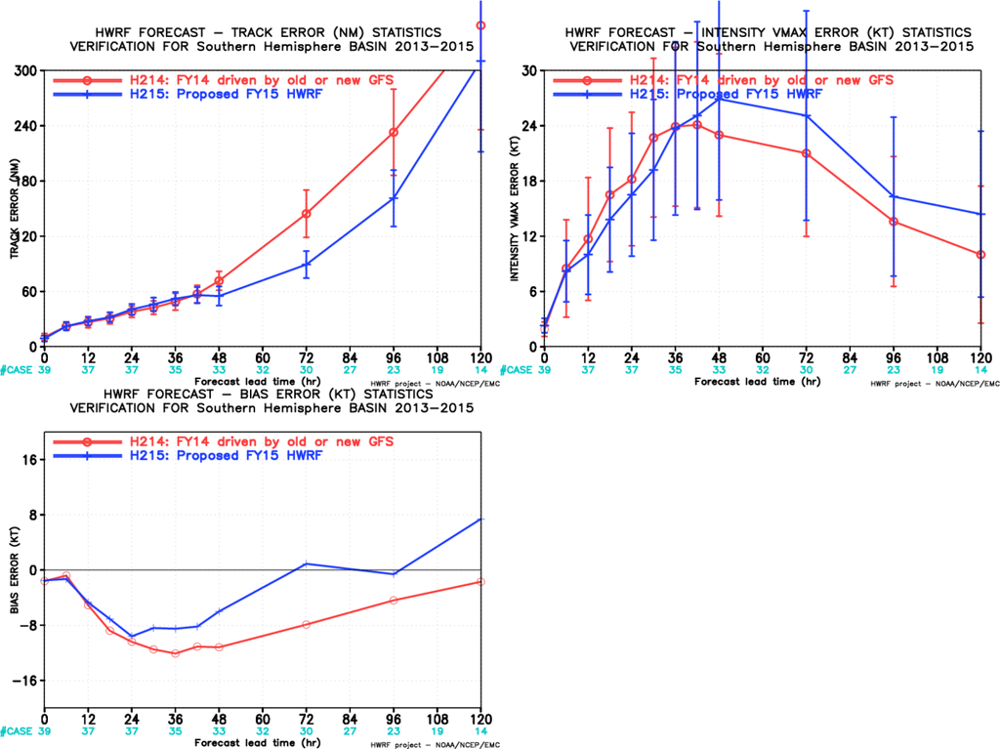 HWRF FORECAST – TRACK ERROR (NM) STATISTICS
VERIFICATION FOR Southern Hemisphere BASIN 2013–2015
300
H214: FY14 driven by old or new GFS
H215: Proposed FY15 HWRF
240
180
120
60
0
TRACK ERROR (NM)
0 12 24 36 48 60 72 84 96 108 120
#CASE 39 37 37 35 33 32 30 27 23 19 14
Forecast lead time (hr)
HWRF project – NOAA/NCEP/EMC
HWRF FORECAST – INTENSITY VMAX ERROR (KT) STATISTICS
VERIFICATION FOR Southern Hemisphere BASIN 2013–2015
30
H214: FY14 driven by old or new GFS
H215: Proposed FY15 HWRF
24
18
12
6
0
INTENSITY VMAX ERROR (KT)
0 12 24 36 48 60 72 84 96 108 120
#CASE 39 37 37 35 33 32 30 27 23 19 14
Forecast lead time (hr)
HWRF project – NOAA/NCEP/EMC
HWRF FORECAST – BIAS ERROR (KT) STATISTICS
VERIFICATION FOR Southern Hemisphere BASIN 2013–2015
H214: FY14 driven by old or new GFS
H215: Proposed FY15 HWRF
16
8
0
–8
–16
BIAS ERROR (KT)
0 12 24 36 48 60 72 84 96 108 120
#CASE 39 37 37 35 33 32 30 27 23 19 14
Forecast lead time (hr)
HWRF project – NOAA/NCEP/EMC